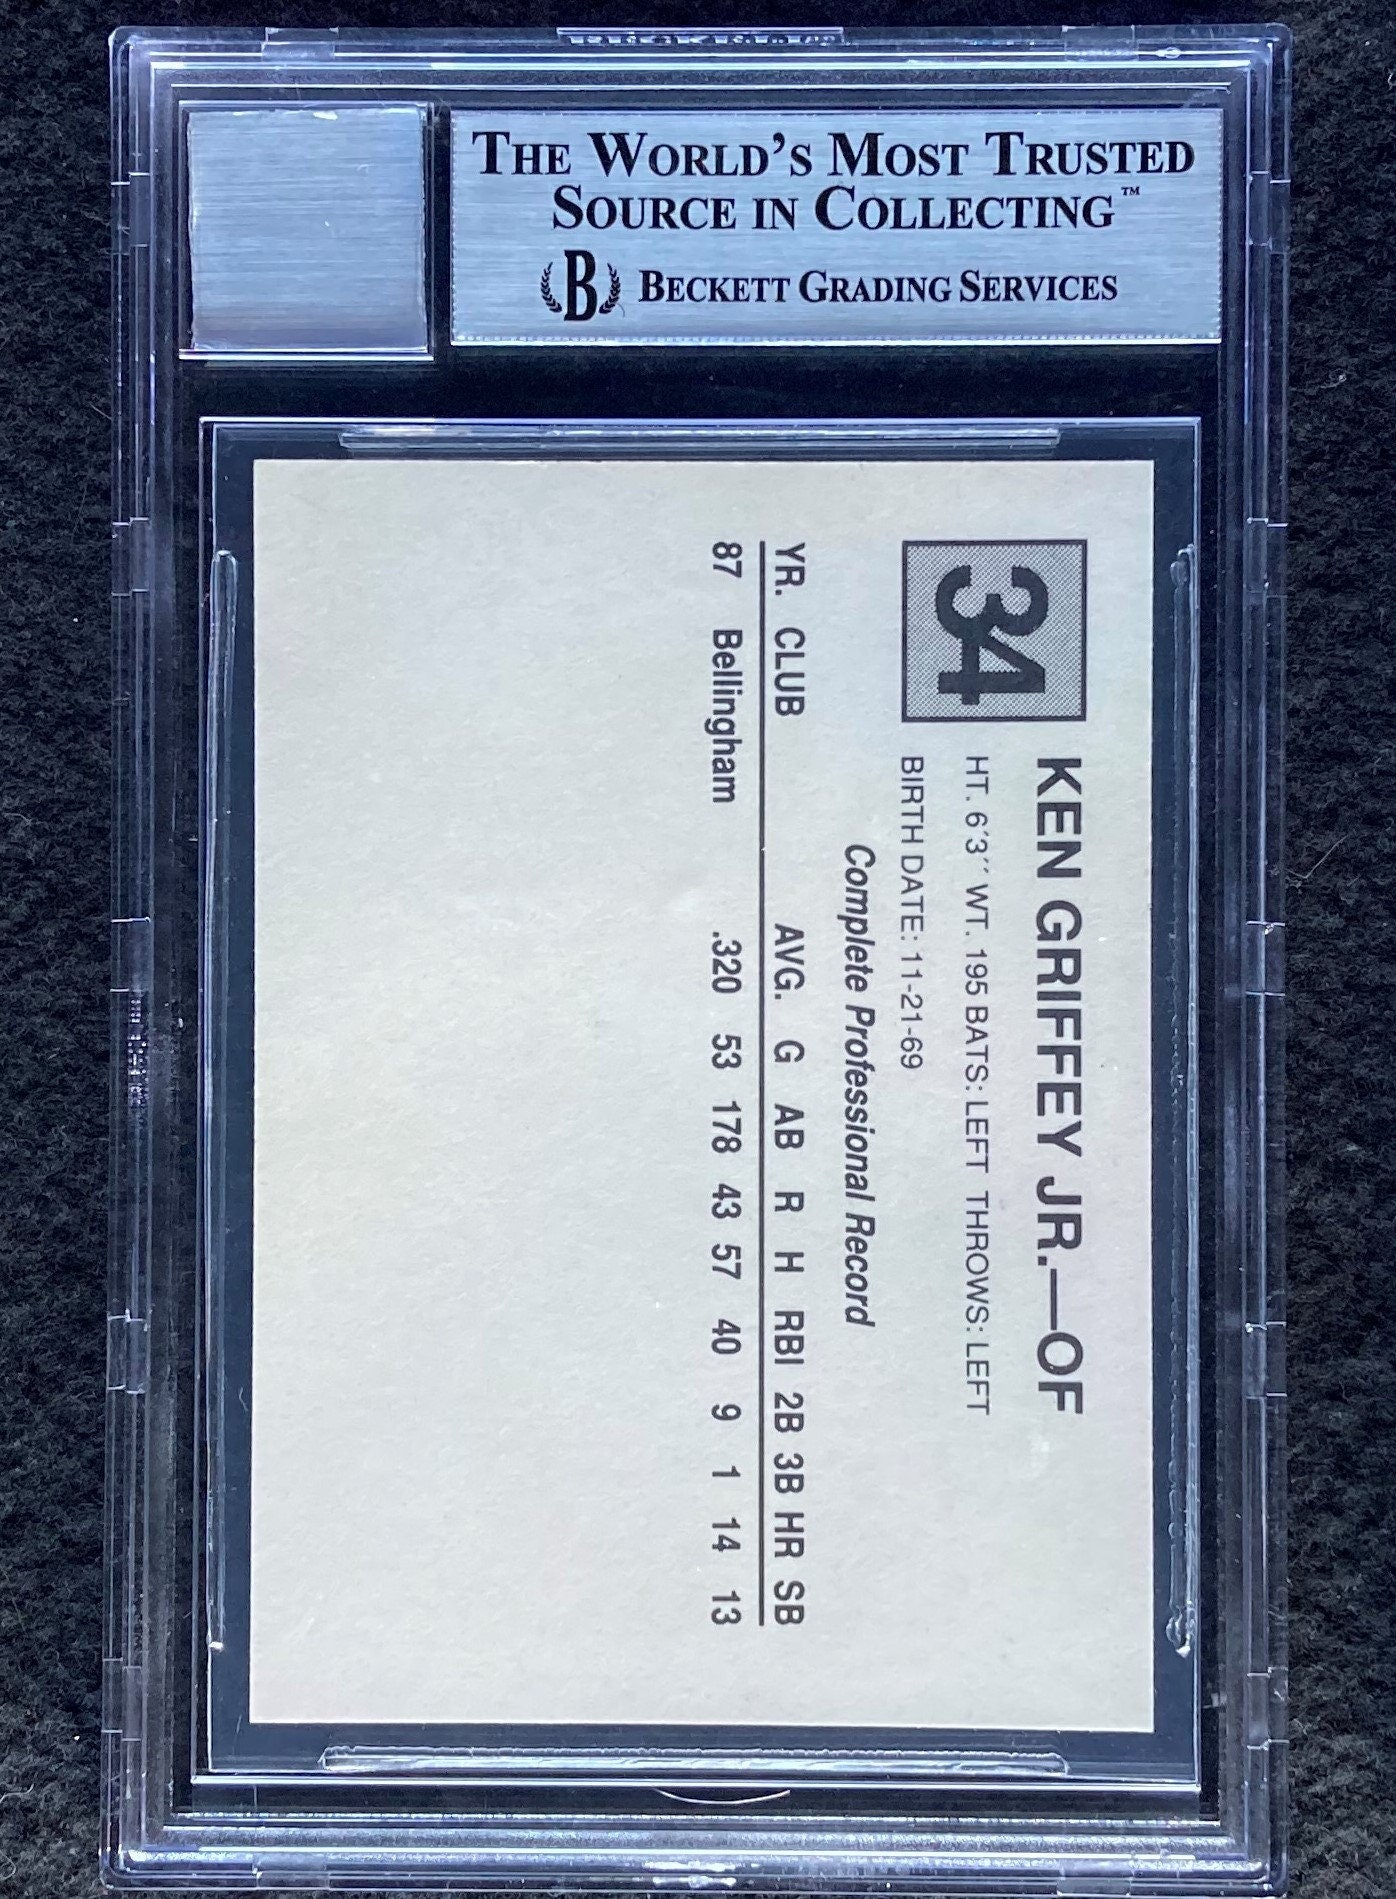 THE WORLD'S MOST TRUSTED
SOURCE IN COLLECTING™
B BECKETT GRADING SERVICES
34 KEN GRIFFEY JR.—OF
HT. 6'3'' WT. 195 BATS: LEFT THROWS: LEFT
BIRTH DATE: 11-21-69
Complete Professional Record
YR. CLUB AVG. G AB R H RBI 2B 3B HR SB
87 Bellingham .320 53 178 43 57 40 9 1 14 13